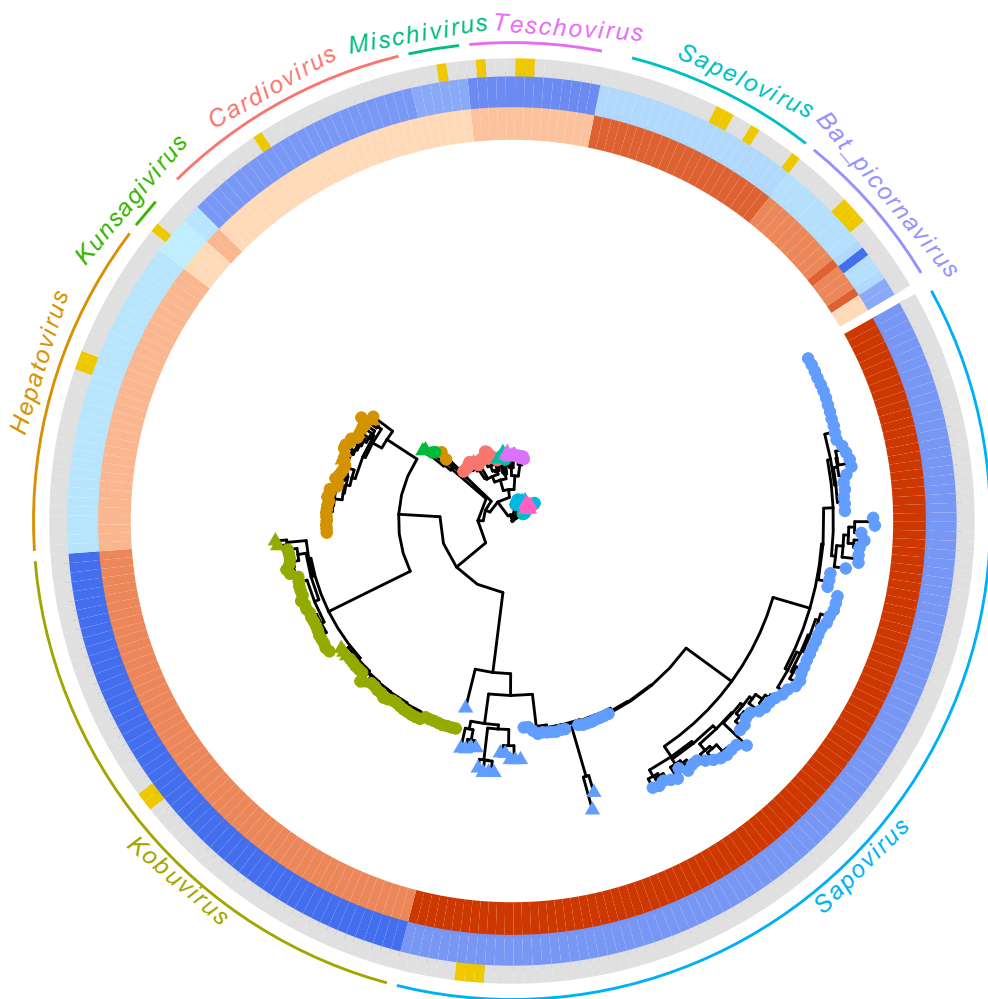 Mischivirus
Teschovirus
Cardiovirus
Sapelovirus
Bat_picornavirus
Kunsagivirus
Hepatovirus
Kobuvirus
Sapovirus